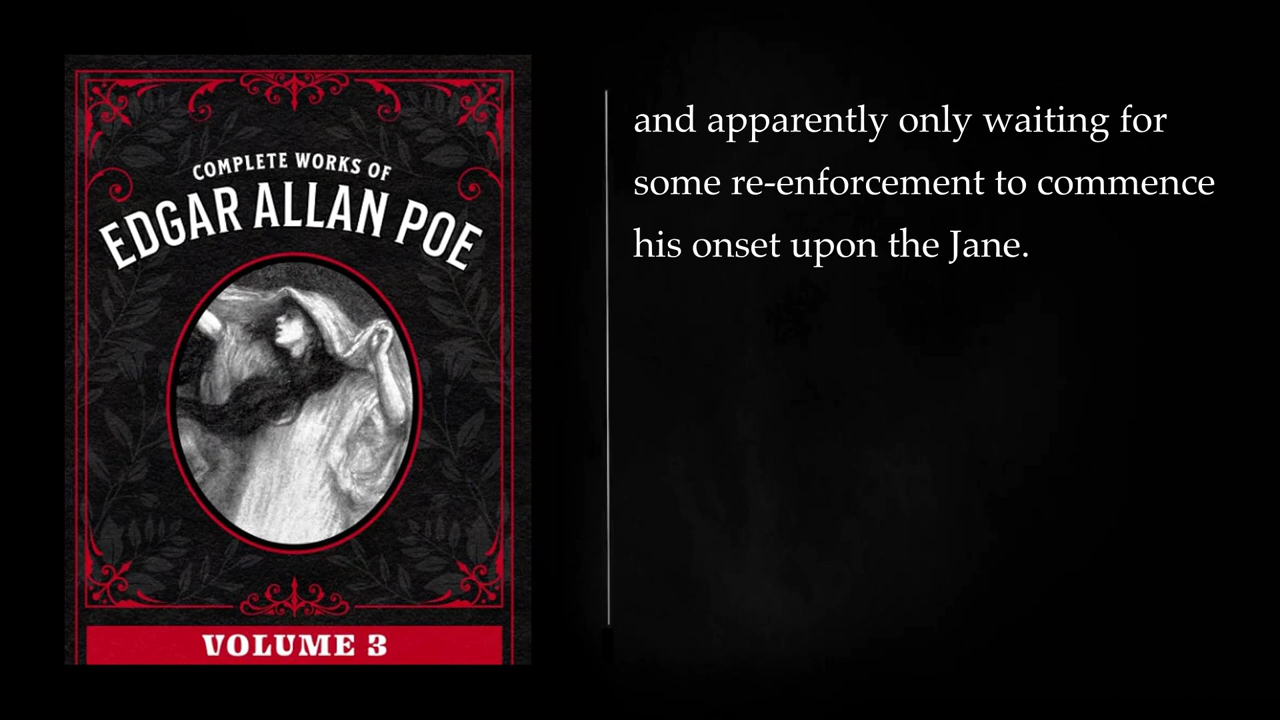 COMPLETE WORKS OF
EDGAR ALLAN POE
VOLUME 3
and apparently only waiting for
some re-enforcement to commence
his onset upon the Jane.